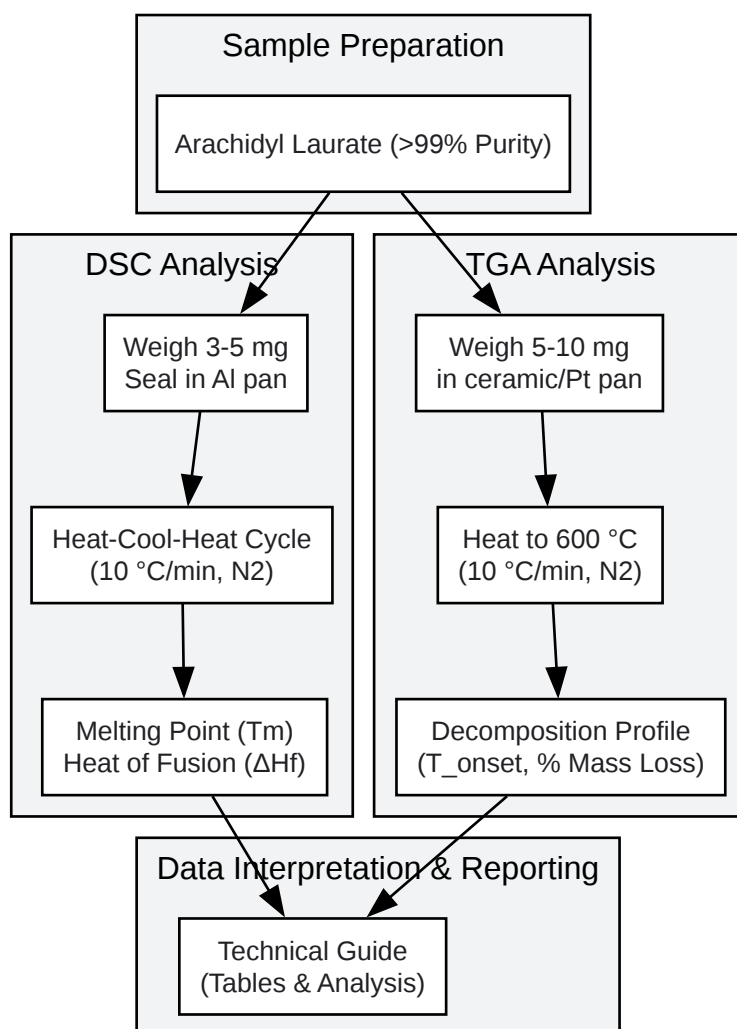 Sample Preparation
Arachidyl Laurate (>99% Purity)
DSC Analysis
Weigh 3-5 mg
Seal in Al pan
Heat-Cool-Heat Cycle
(10 °C/min, N2)
Melting Point (Tm)
Heat of Fusion (ΔHf)
TGA Analysis
Weigh 5-10 mg
in ceramic/Pt pan
Heat to 600 °C
(10 °C/min, N2)
Decomposition Profile
(T_onset, % Mass Loss)
Data Interpretation & Reporting
Technical Guide
(Tables & Analysis)